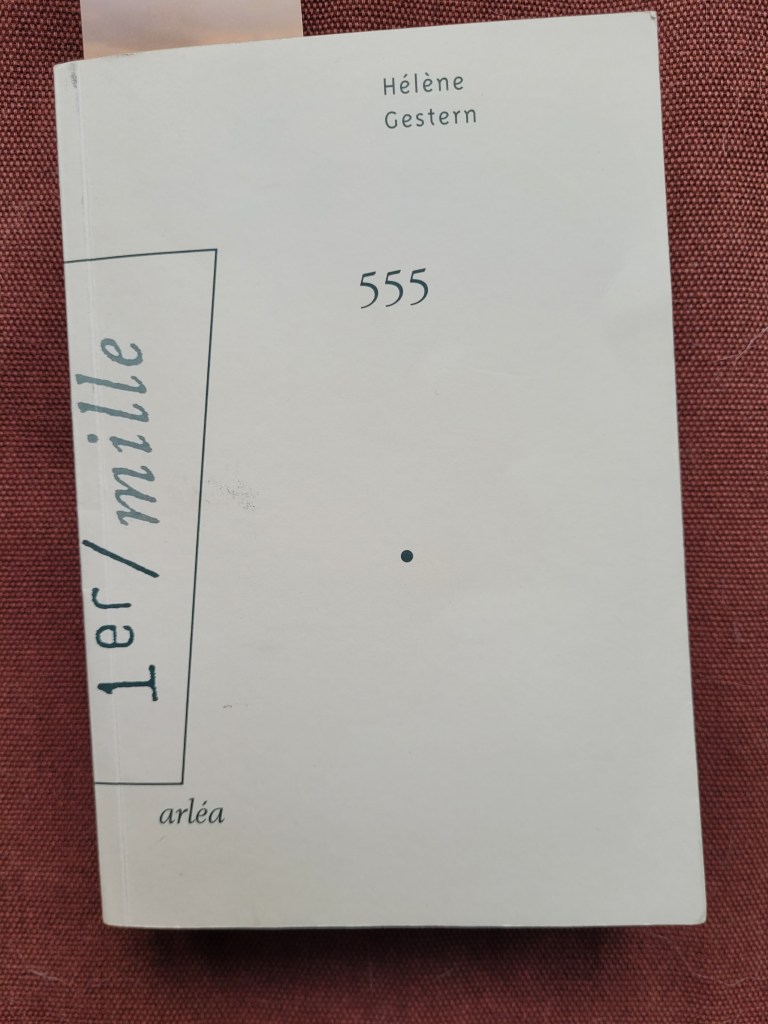 Hélène
Gestern
555
1er/mille
arléa